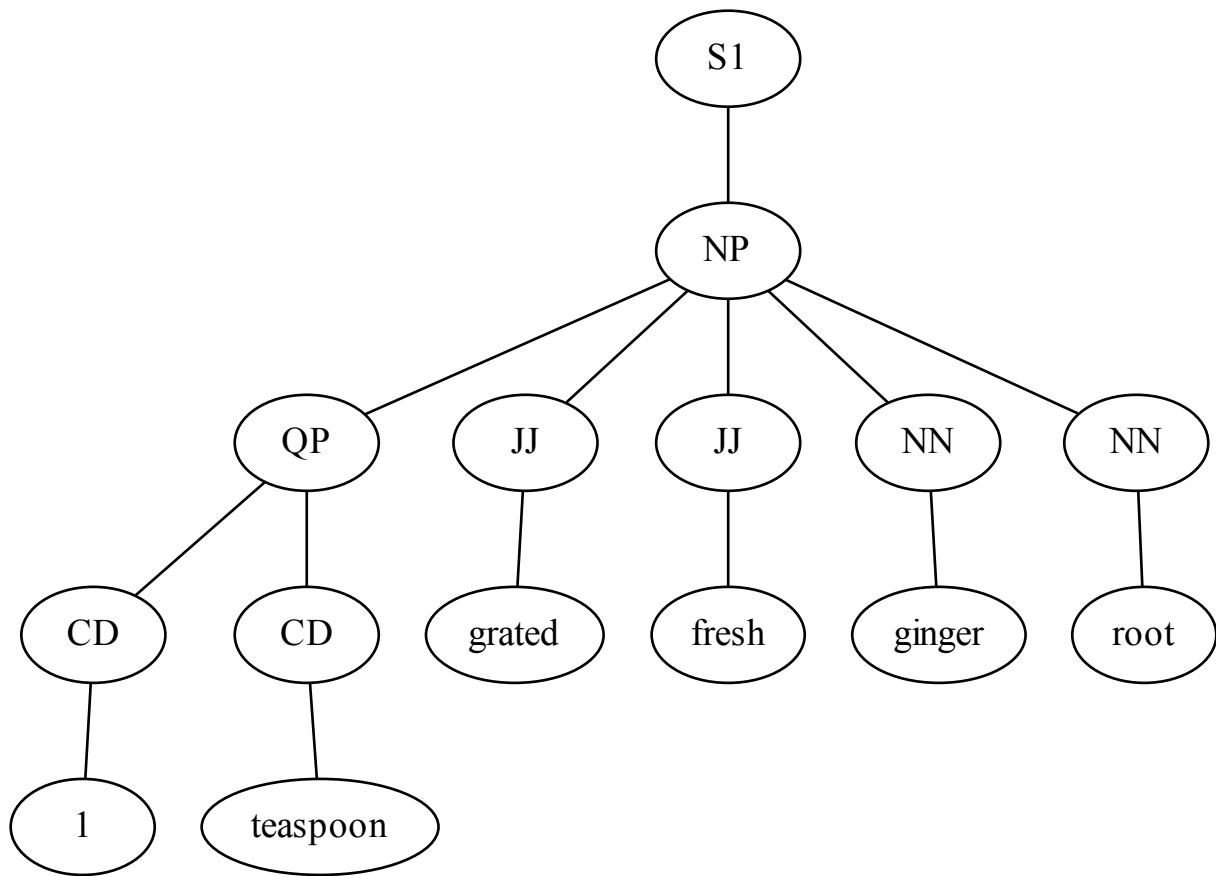 S1
NP
QP JJ JJ NN NN
CD CD grated fresh ginger root
1 teaspoon